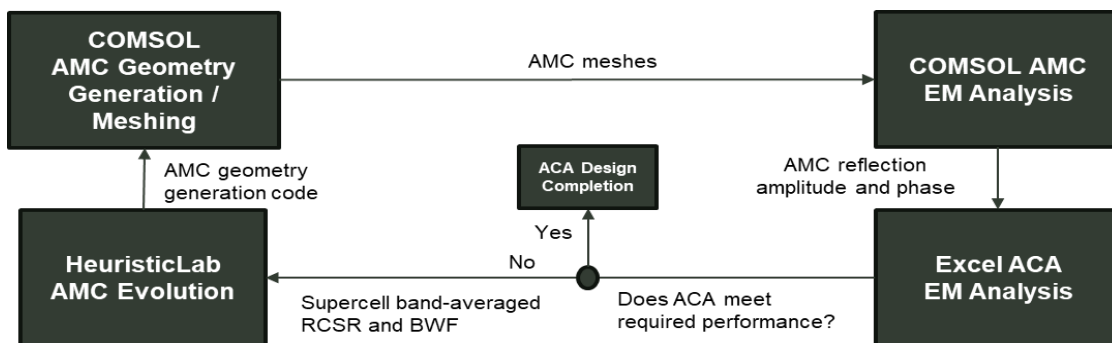 COMSOL
AMC Geometry
Generation /
Meshing
AMC meshes
COMSOL AMC
EM Analysis
AMC geometry
generation code
ACA Design
Completion
AMC reflection
amplitude and phase
Yes
No
HeuristicLab
AMC Evolution
Supercell band-averaged
RCSR and BWF
Does ACA meet
required performance?
Excel ACA
EM Analysis